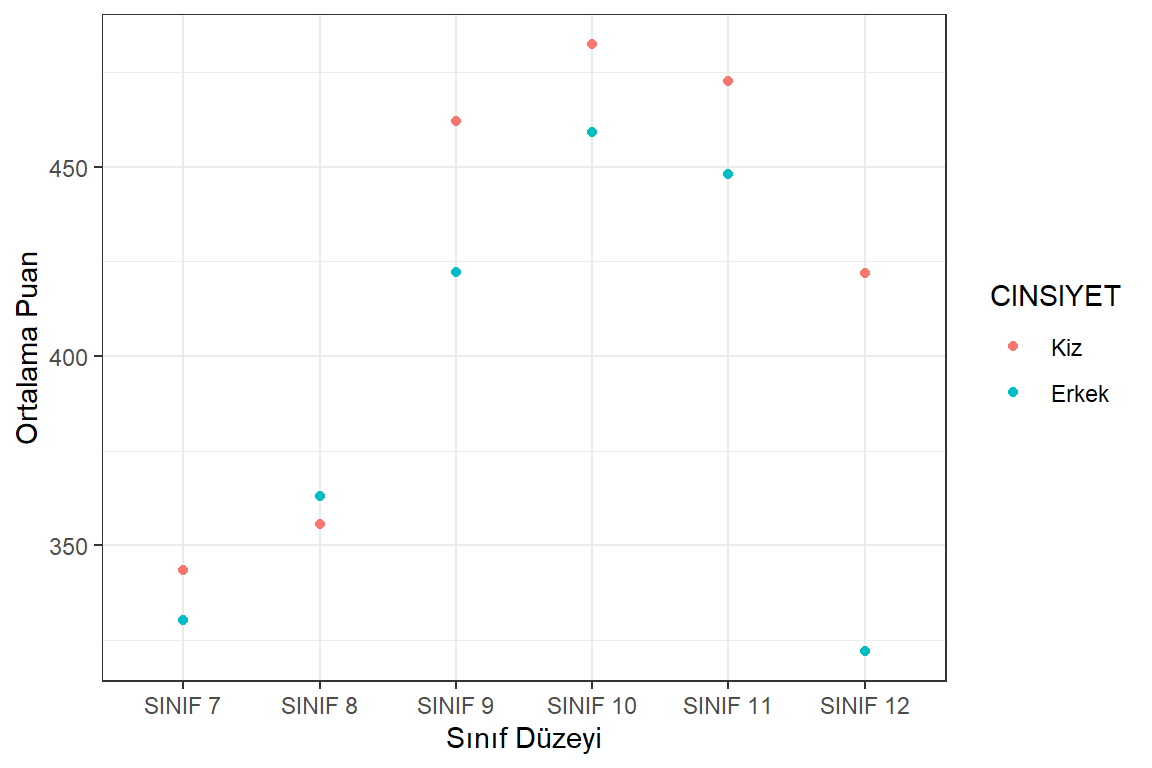 Ortalama Puan
450
400
350
SINIF 7
SINIF 8
SINIF 9
SINIF 10
SINIF 11
SINIF 12
Sınıf Düzeyi
CINSIYET
Kiz
Erkek